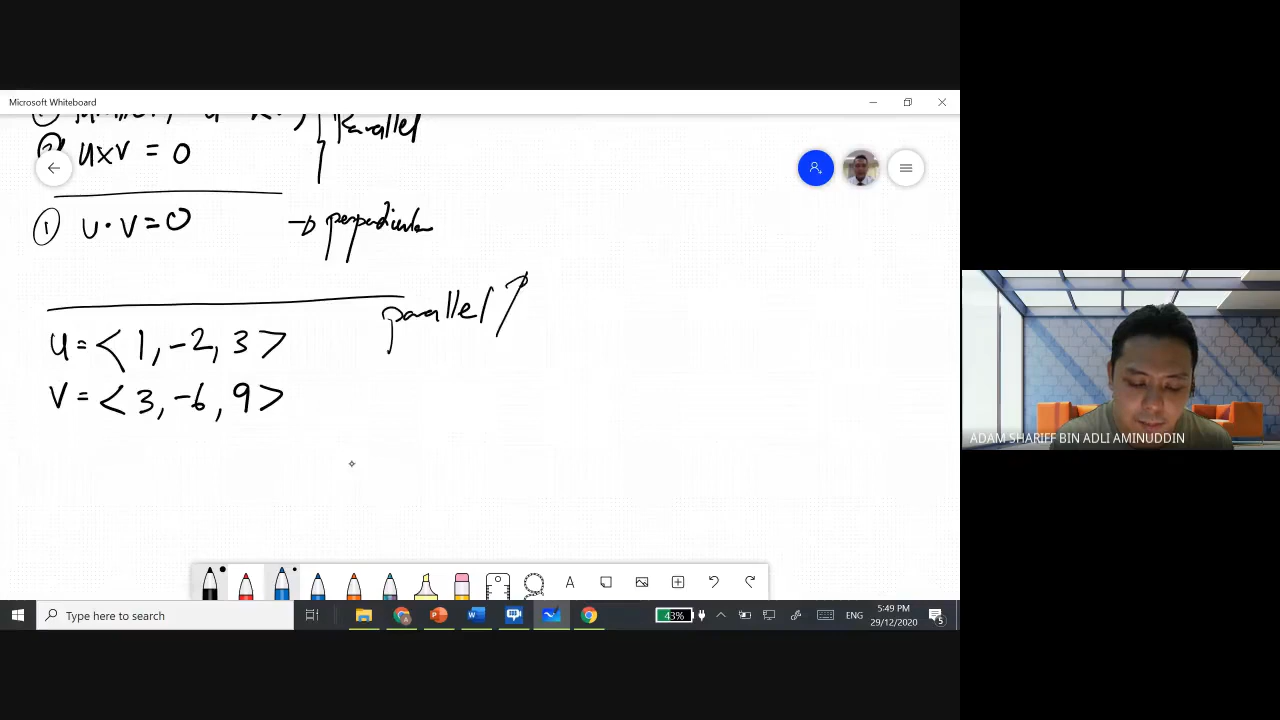 Microsoft Whiteboard
Parallel
u×v = 0
① u·v=0 → perpendicular
parallel
u=<1,-2,3>
v=<3,-6,9>
ADAM SHARIFF BIN ADLI AMINUDDIN
A
Type here to search
43%
ENG
5:49 PM
29/12/2020
5